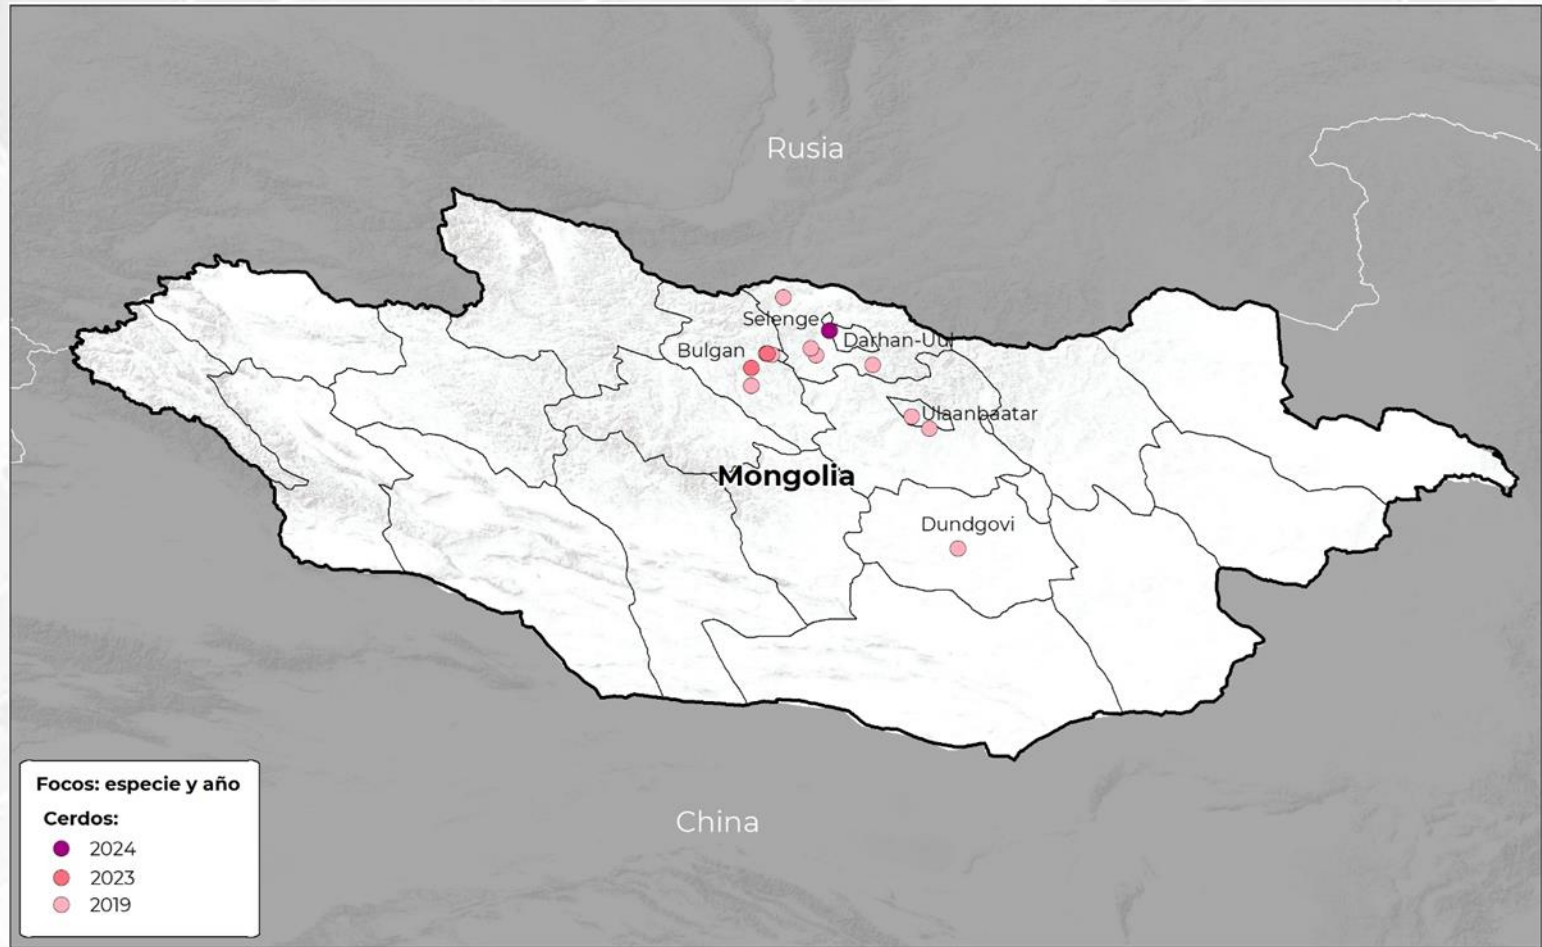 Rusia
Selenge
Darhan-Uul
Bulgan
Ulaanbaatar
Mongolia
Dundgovi
China
Focos: especie y año
Cerdos:
2024
2023
2019